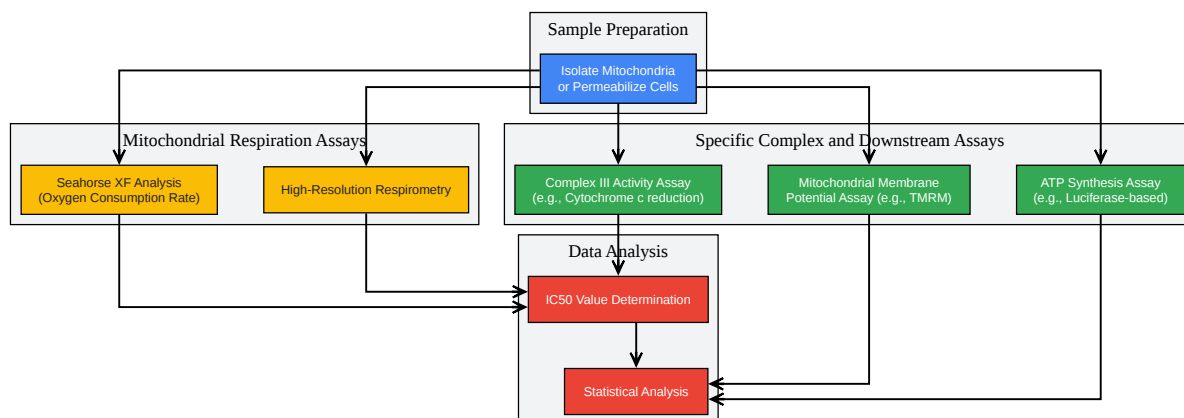 Sample Preparation
Isolate Mitochondria
or Permeabilize Cells
Mitochondrial Respiration Assays
Seahorse XF Analysis
(Oxygen Consumption Rate)
High-Resolution Respirometry
Specific Complex and Downstream Assays
Complex III Activity Assay
(e.g., Cytochrome c reduction)
Mitochondrial Membrane
Potential Assay (e.g., TMRM)
ATP Synthesis Assay
(e.g., Luciferase-based)
Data Analysis
IC50 Value Determination
Statistical Analysis